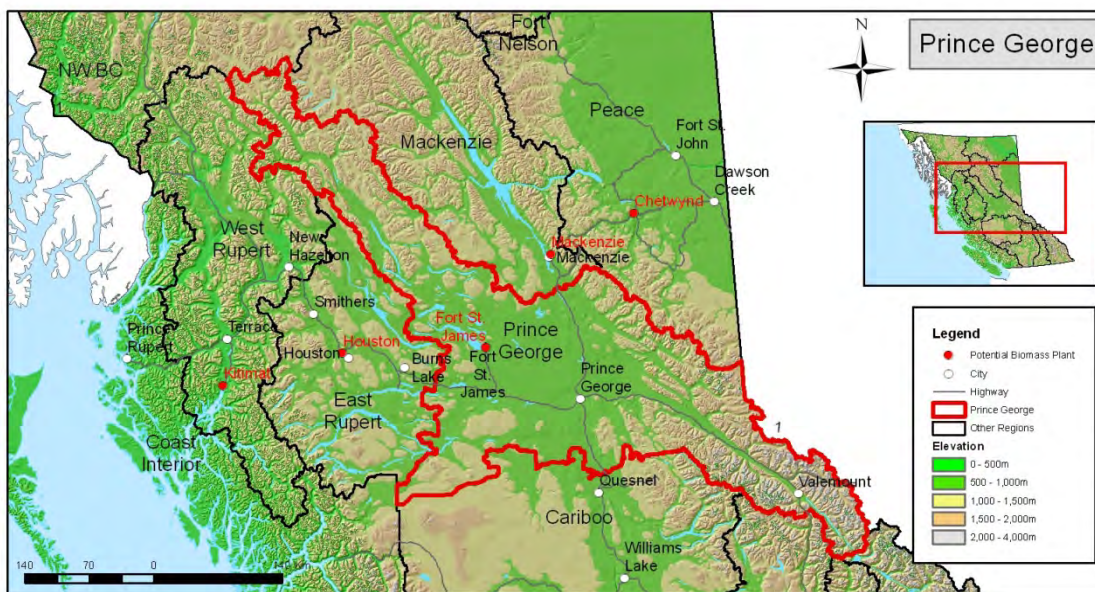 Fort
Nelson
N
Prince George
NW BC
Peace
Fort St.
John
Mackenzie
Dawson
Creek
Chetwynd
West
Rupert
New
Hazelton
Mackenzie
Mackenzie
Smithers
Fort St.
James
Prince
George
Prince
Rupert
Terrace
Houston
Houston
Burns
Lake
Fort
St.
James
Prince
George
Kitimat
East
Rupert
1
Coast
Interior
Quesnel
Valemount
Cariboo
Williams
Lake
140 70 0
Legend
Potential Biomass Plant
City
Highway
Prince George
Other Regions
Elevation
0 - 500m
500 - 1,000m
1,000 - 1,500m
1,500 - 2,000m
2,000 - 4,000m